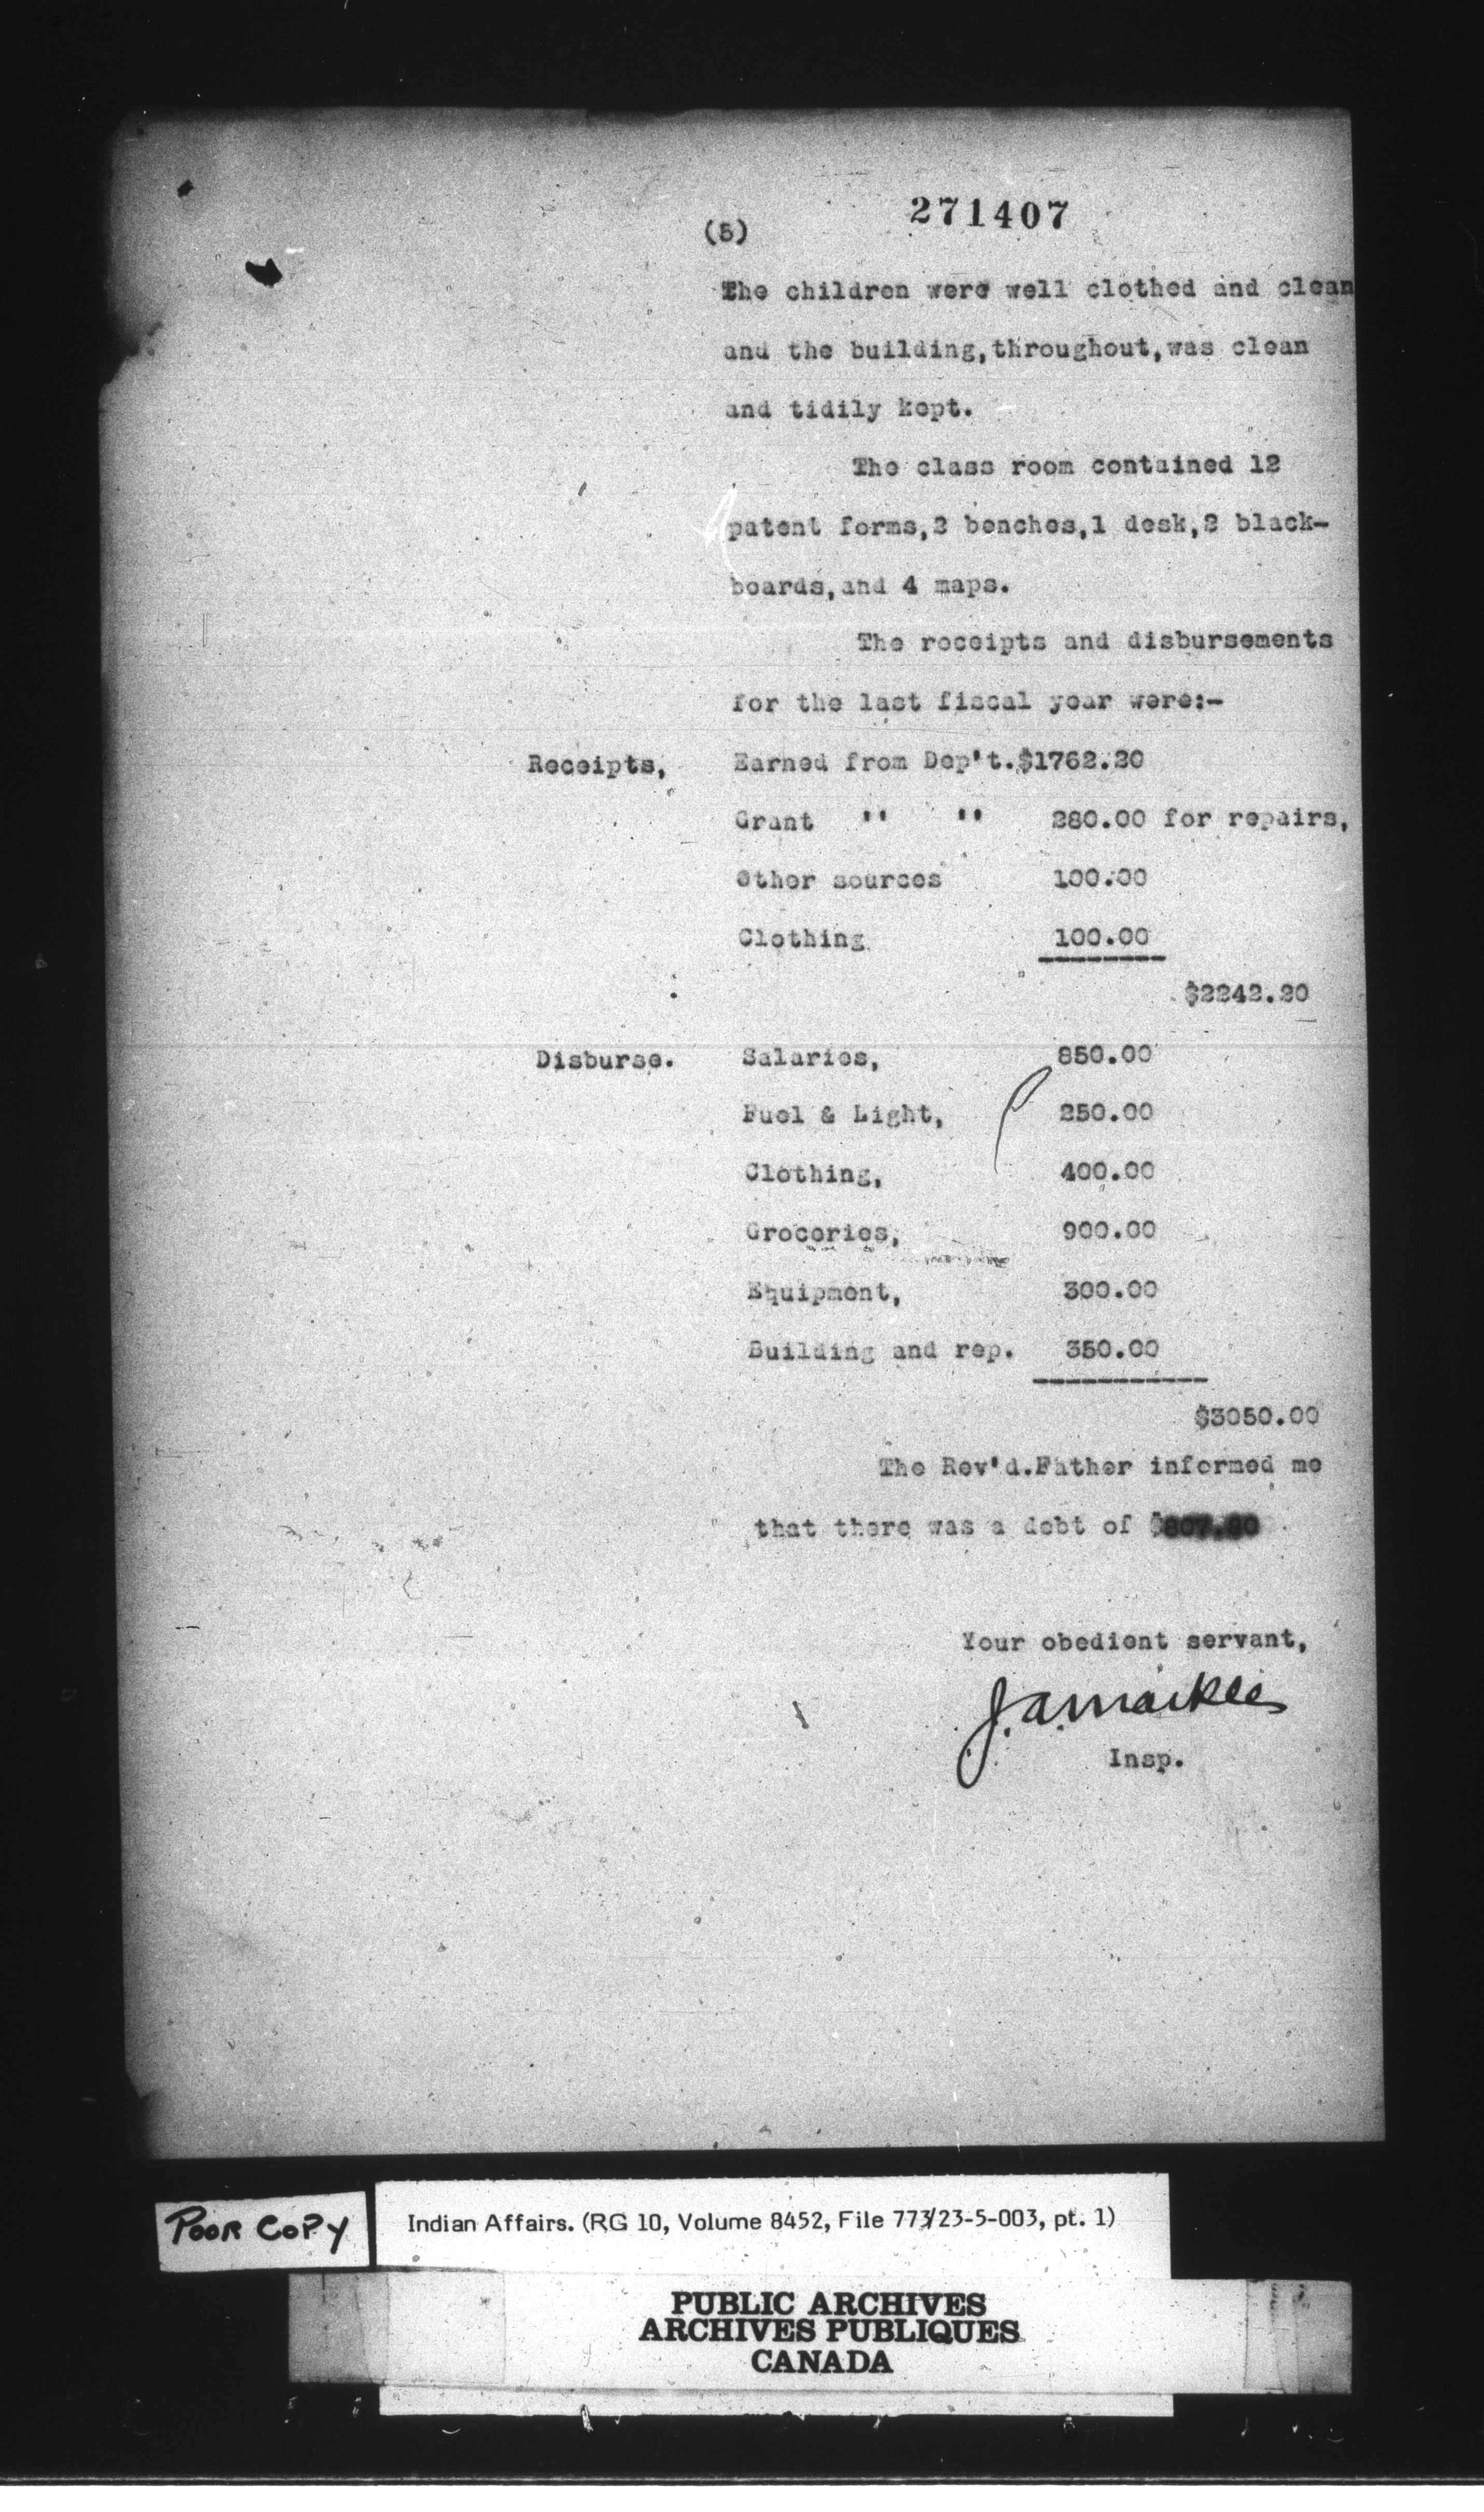 271407
(5)
The children were well clothed and clean
and the building,throughout,was clean
and tidily kept.
The class room contained 12
patent forms,2 benches,1 desk,2 black-
boards,and 4 maps.
The receipts and disbursements
for the last fiscal year were:-
Receipts, Earned from Dep't.$1762.20
Grant " " 280.00 for repairs,
Other sources 100.00
Clothing 100.00
$2242.20
Disburse. Salaries, 850.00
Fuel & Light, 250.00
Clothing, 400.00
Groceries, 900.00
Equipment, 300.00
Building and rep. 350.00
$3050.00
The Rev'd.Father informed me
that there was a debt of $807.80
Your obedient servant,
J.A.Markle
Insp.
POOR COPY
Indian Affairs. (RG 10, Volume 8452, File 773/23-5-003, pt. 1)
PUBLIC ARCHIVES
ARCHIVES PUBLIQUES
CANADA